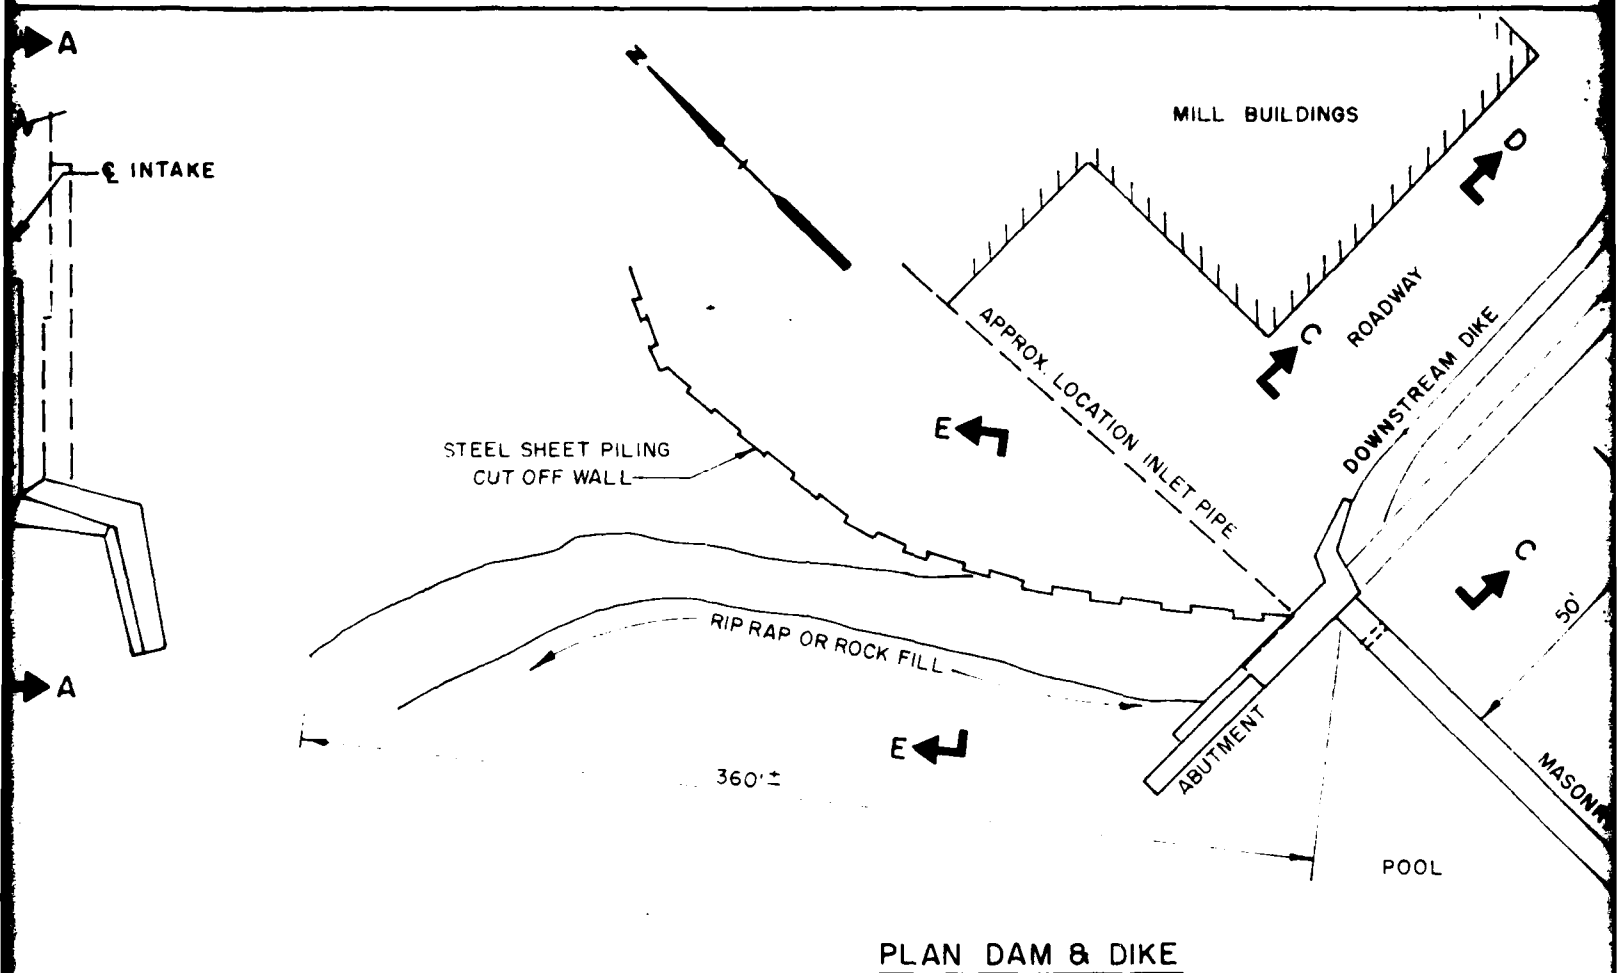 A
N
MILL BUILDINGS
D
℄ INTAKE
ROADWAY
C
APPROX. LOCATION INLET PIPE
DOWNSTREAM DIKE
E
STEEL SHEET PILING
CUT OFF WALL
C
50'
RIP RAP OR ROCK FILL
A
E
ABUTMENT
360'±
MASONR
POOL
PLAN DAM & DIKE